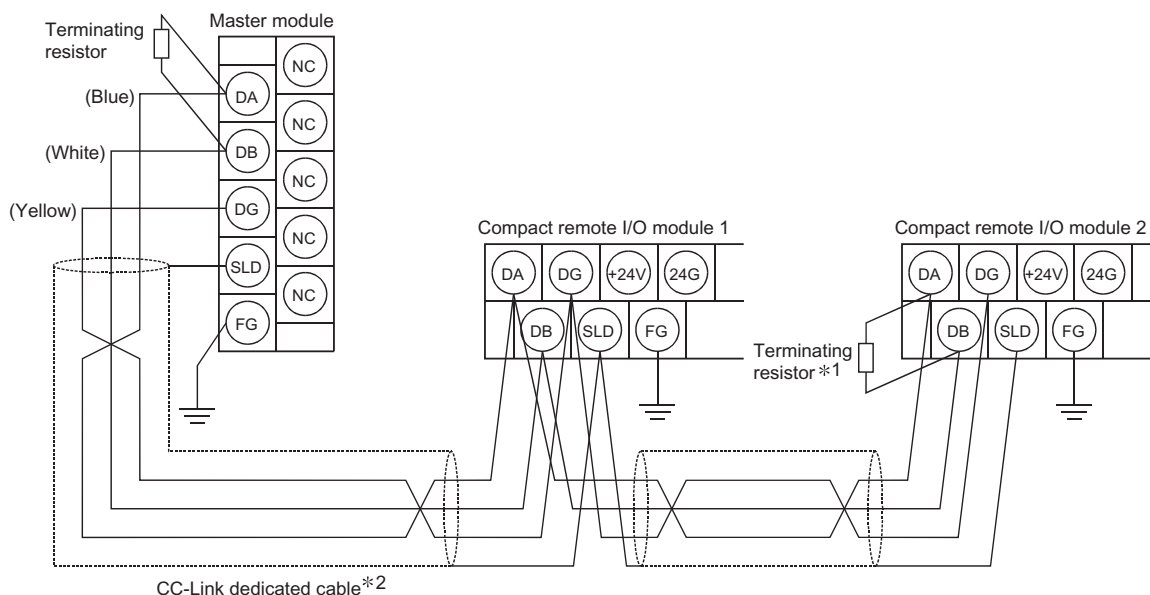 Terminating
resistor
Master module
NC
DA
(Blue)
NC
DB
(White)
NC
DG
(Yellow)
NC
SLD
NC
FG
Compact remote I/O module 1
DA
DG
+24V
24G
DB
SLD
FG
Compact remote I/O module 2
DA
DG
+24V
24G
DB
SLD
FG
Terminating
resistor*1
CC-Link dedicated cable*2